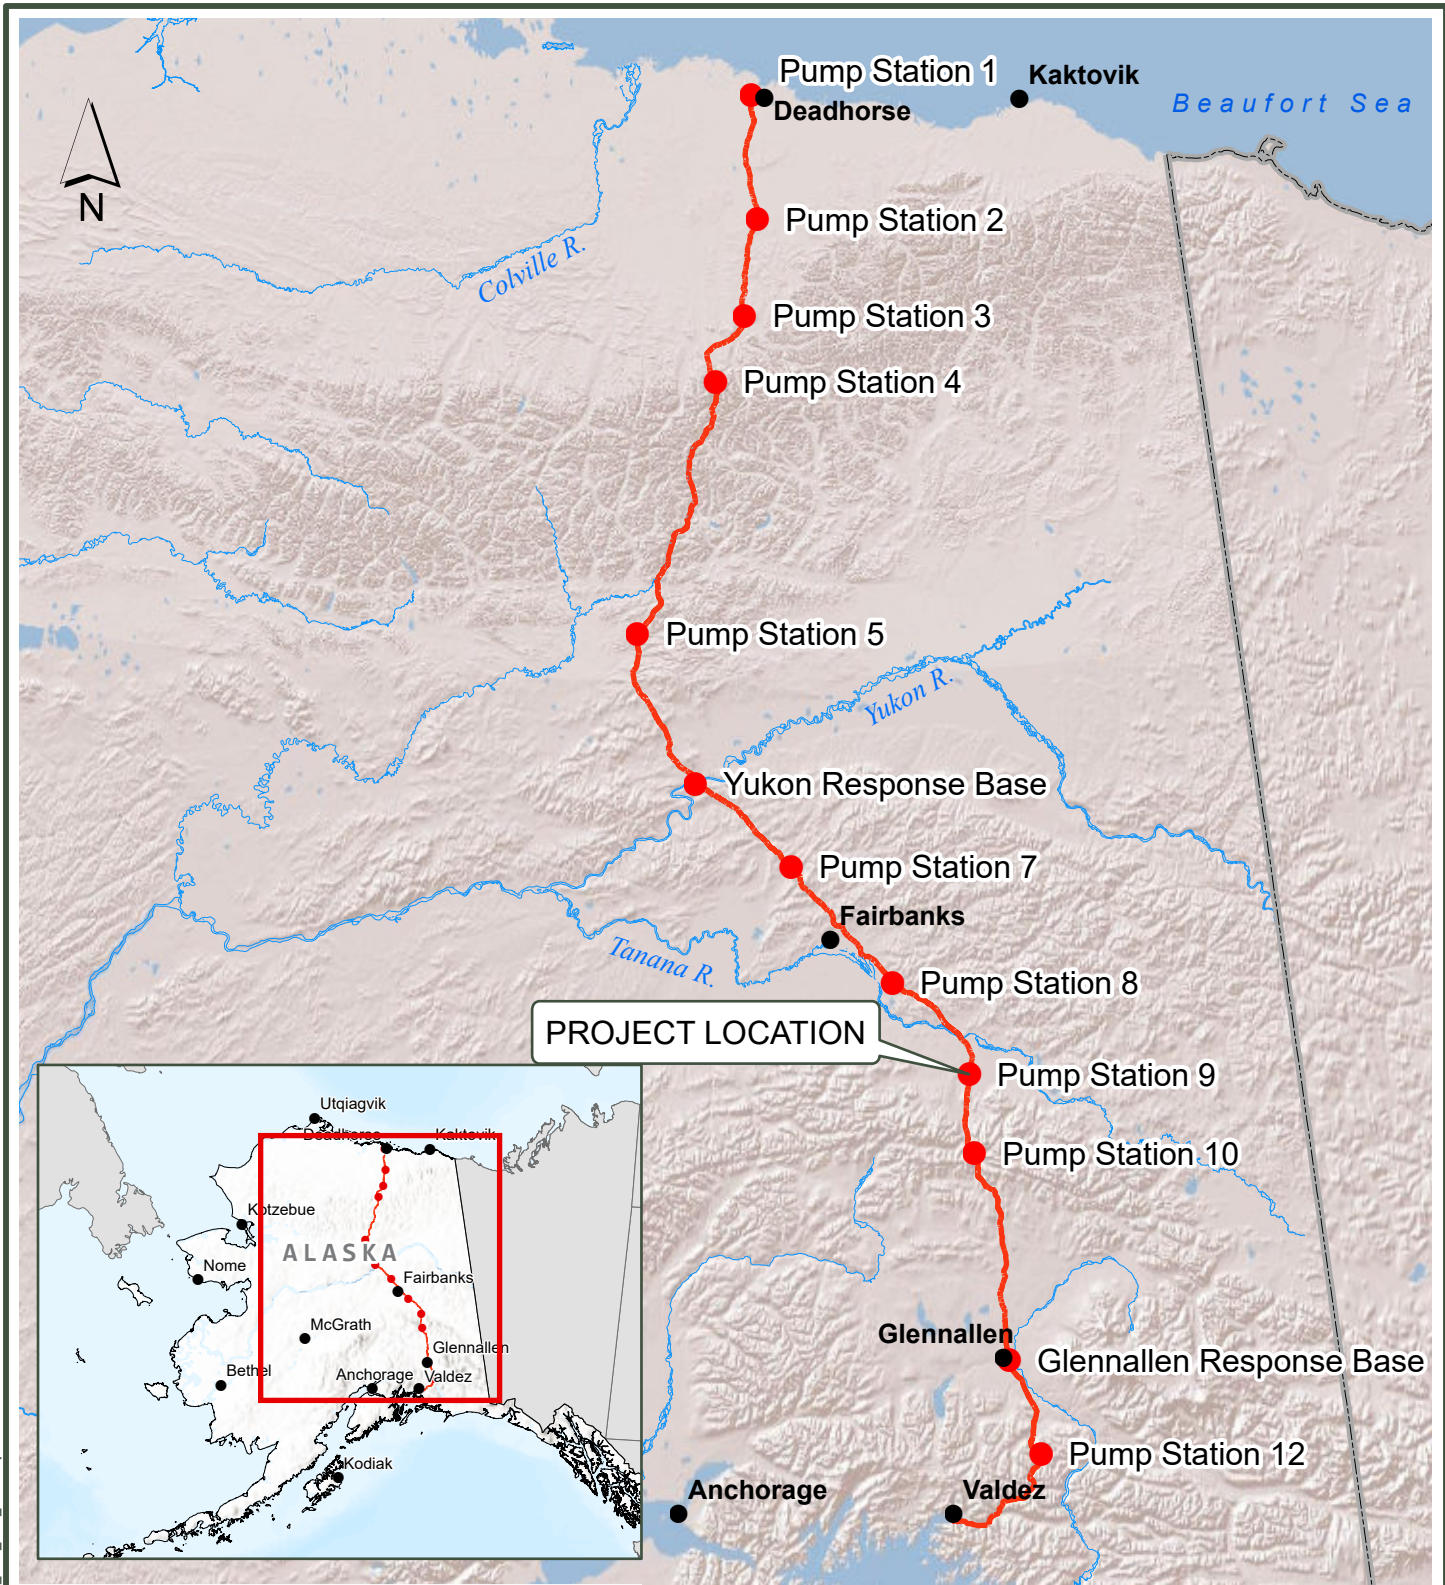 Pump Station 1
Kaktovik
Beaufort Sea
Deadhorse
N
Pump Station 2
Colville R.
Pump Station 3
Pump Station 4
Pump Station 5
Yukon R.
Yukon Response Base
Pump Station 7
Fairbanks
Tanana R.
Pump Station 8
PROJECT LOCATION
Pump Station 9
Pump Station 10
Glennallen
Glennallen Response Base
Pump Station 12
Anchorage
Valdez
Utqiagvik
Deadhorse
Kaktovik
Kotzebue
ALASKA
Nome
Fairbanks
McGrath
Glennallen
Bethel
Anchorage
Valdez
Kodiak